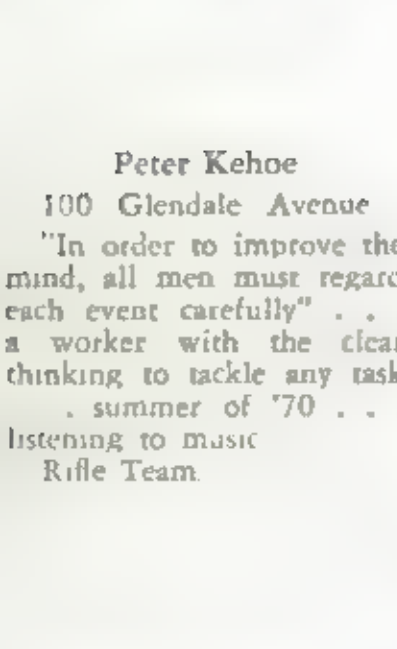 Peter Kehoe
100 Glendale Avenue
"In order to improve the
mind, all men must regard
each event carefully" . .
a worker with the clear
thinking to tackle any task
. summer of '70 . .
listening to music
Rifle Team.